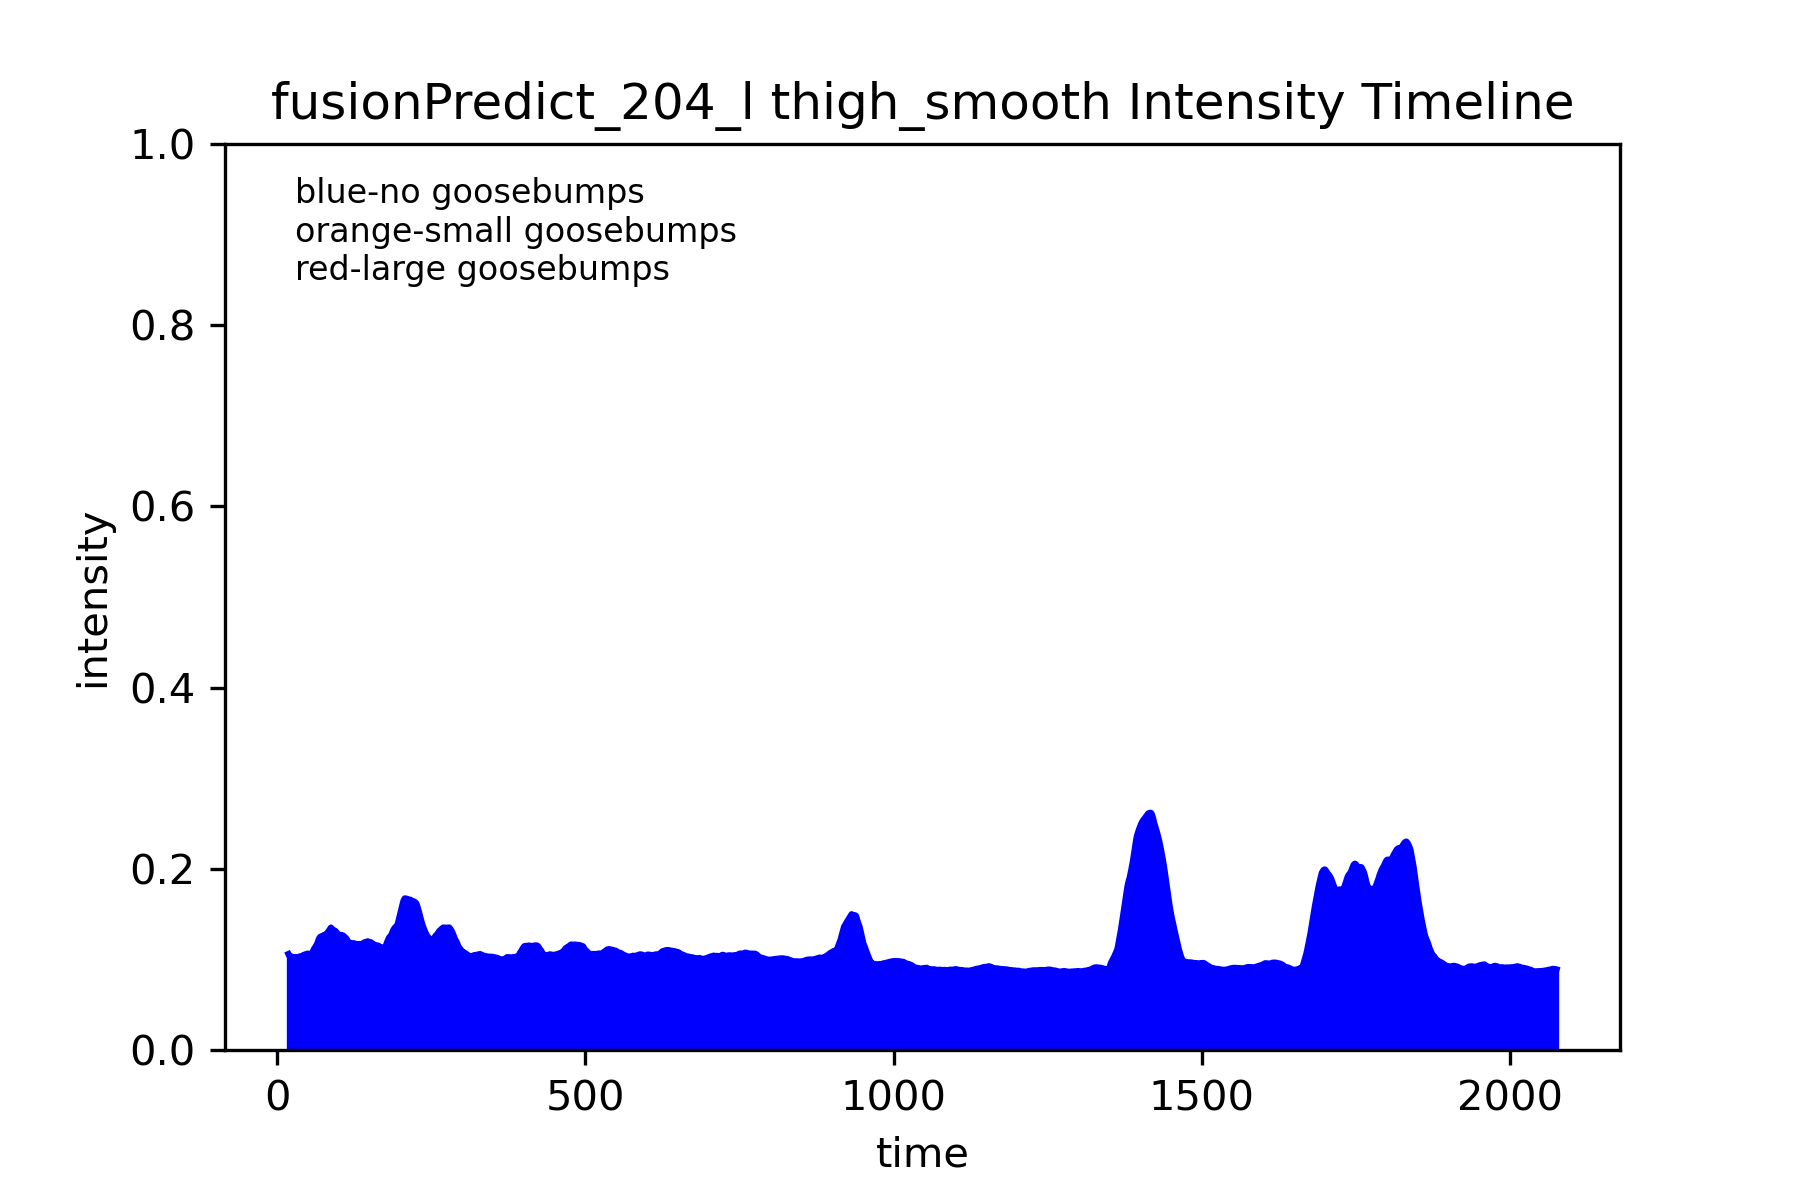 fusionPredict_204_l thigh_smooth Intensity Timeline
1.0
blue-no goosebumps
orange-small goosebumps
red-large goosebumps
0.8
0.6
0.4
0.2
0.0
intensity
0 500 1000 1500 2000
time